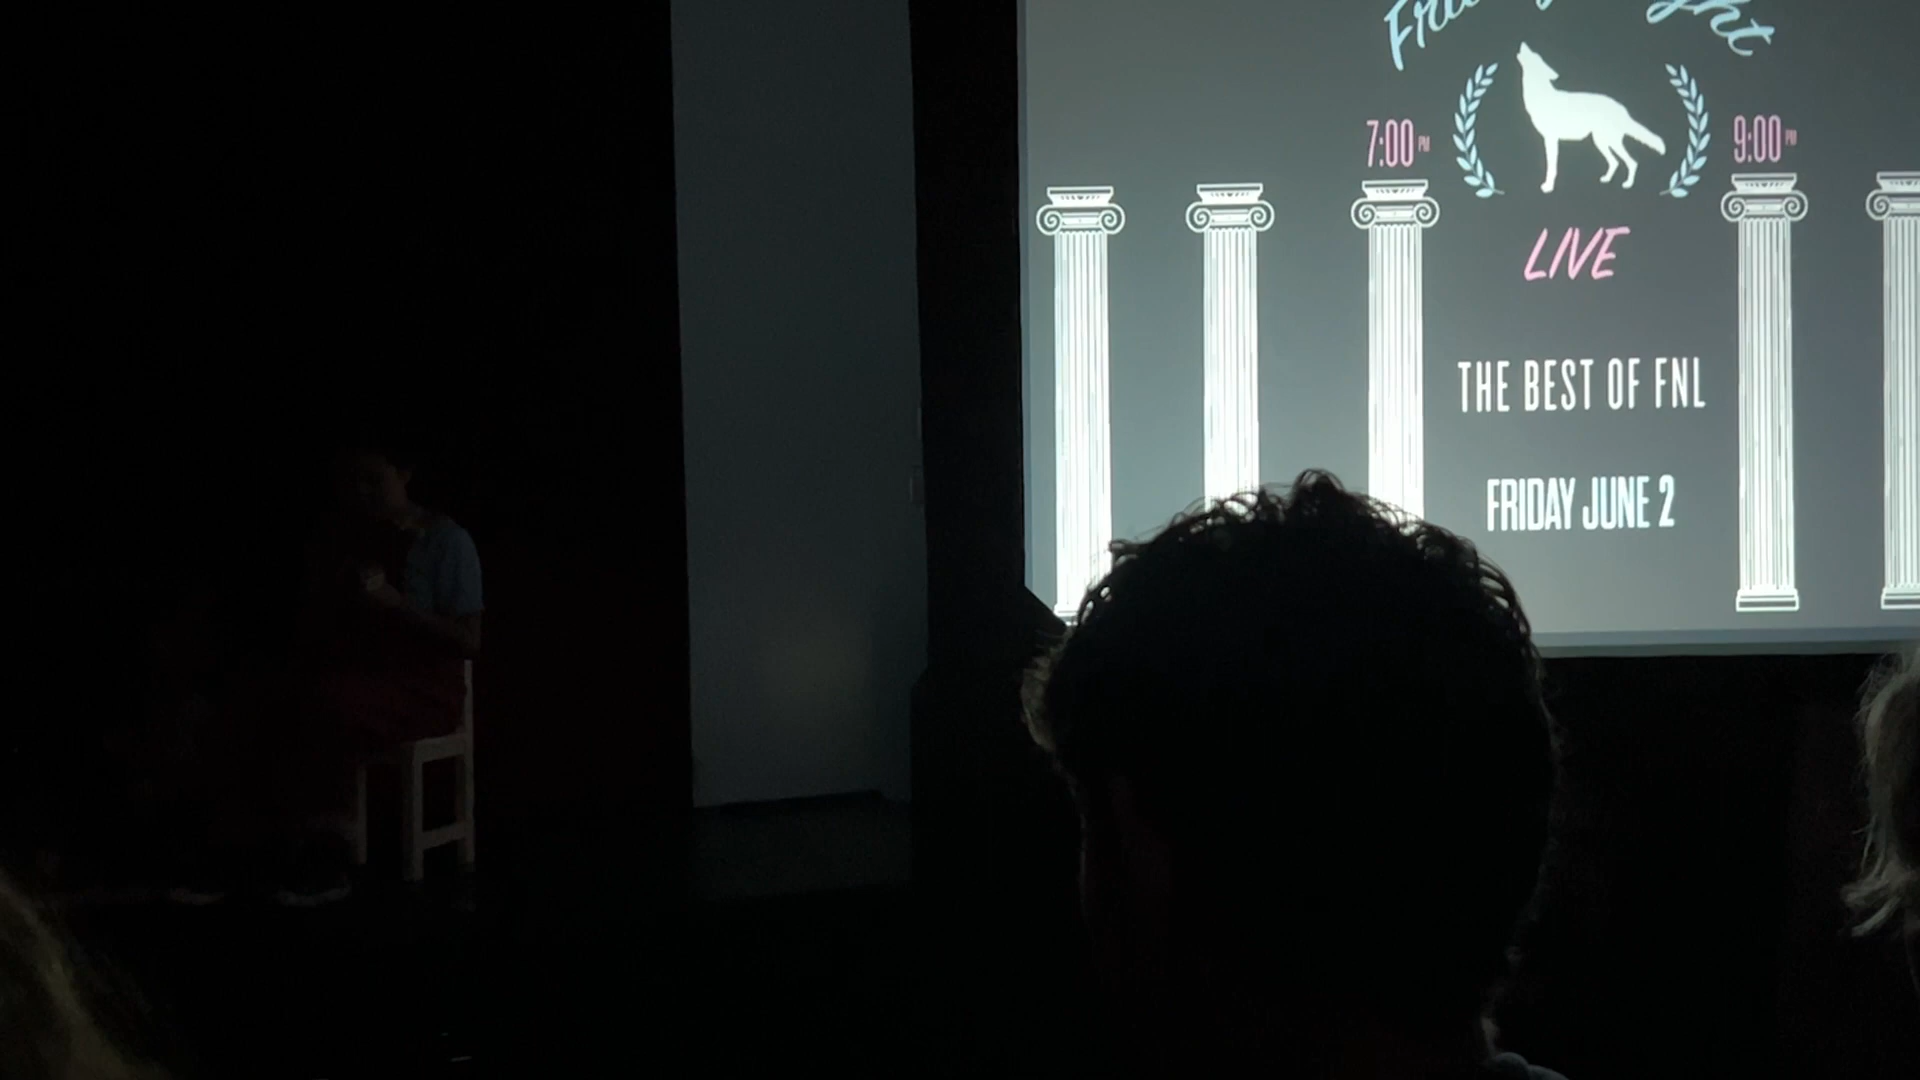 7:00 PM
9:00 PM
LIVE
THE BEST OF FNL
FRIDAY JUNE 2